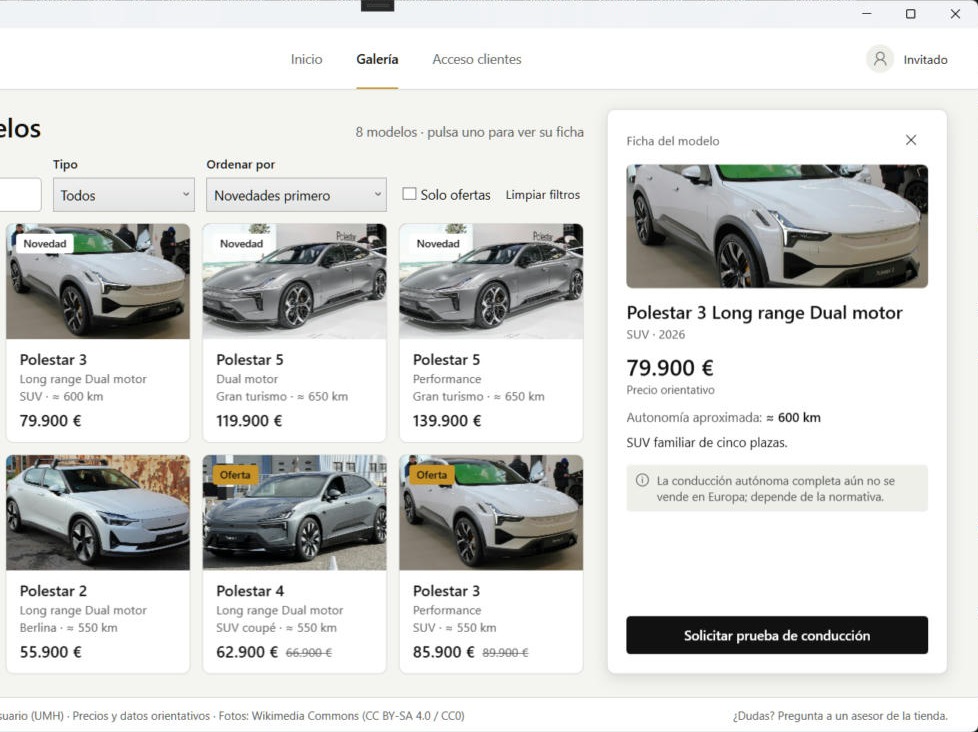 Inicio
Galería
Acceso clientes
Invitado
elos
8 modelos · pulsa uno para ver su ficha
Tipo
Ordenar por
Todos
Novedades primero
Solo ofertas
Limpiar filtros
Novedad
Novedad
Polestar
Novedad
Polestar
Polestar 3
Long range Dual motor
SUV · ≈ 600 km
79.900 €
Polestar 5
Dual motor
Gran turismo · ≈ 650 km
119.900 €
Polestar 5
Performance
Gran turismo · ≈ 650 km
139.900 €
Oferta
Oferta
Polestar 2
Long range Dual motor
Berlina · ≈ 550 km
55.900 €
Polestar 4
Long range Dual motor
SUV coupé · ≈ 550 km
62.900 € 66.900 €
Polestar 3
Performance
SUV · ≈ 550 km
85.900 € 89.900 €
Ficha del modelo
Polestar 3 Long range Dual motor
SUV · 2026
79.900 €
Precio orientativo
Autonomía aproximada: ≈ 600 km
SUV familiar de cinco plazas.
La conducción autónoma completa aún no se
vende en Europa; depende de la normativa.
Solicitar prueba de conducción
suario (UMH) · Precios y datos orientativos · Fotos: Wikimedia Commons (CC BY-SA 4.0 / CC0)
¿Dudas? Pregunta a un asesor de la tienda.